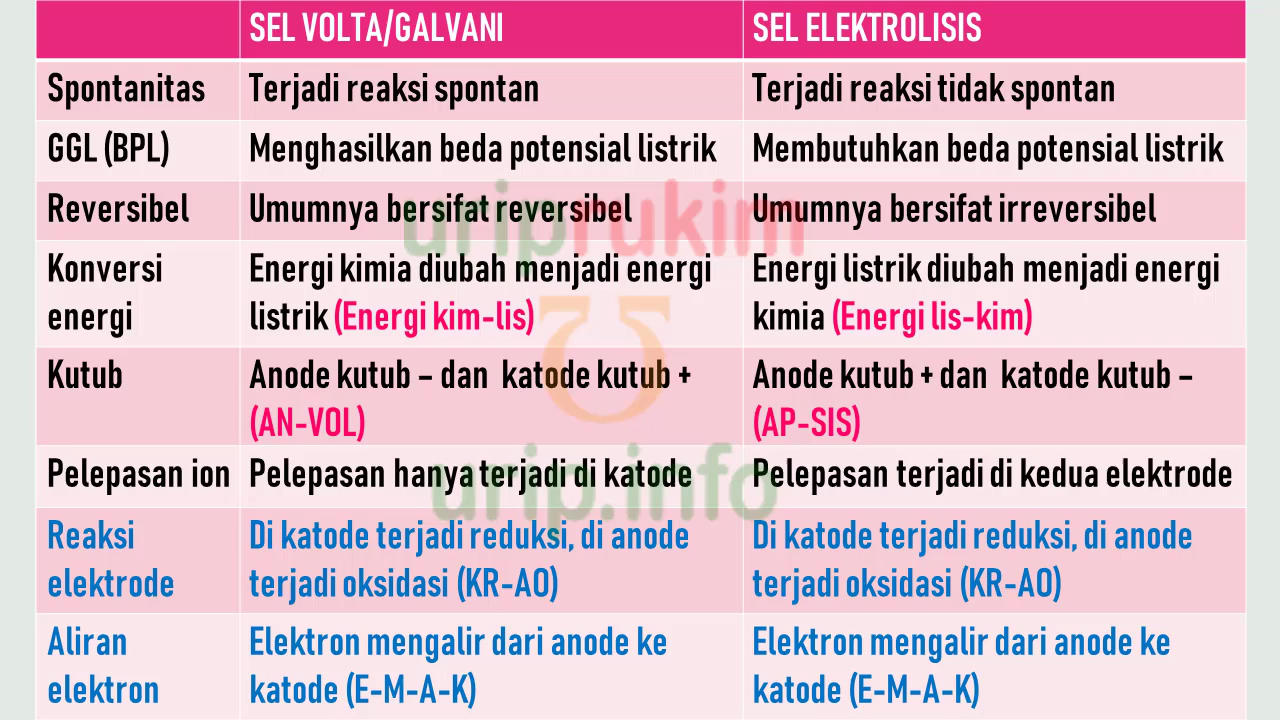 SEL VOLTA/GALVANI
SEL ELEKTROLISIS
Spontanitas
Terjadi reaksi spontan
Terjadi reaksi tidak spontan
GGL (BPL)
Menghasilkan beda potensial listrik
Membutuhkan beda potensial listrik
Reversibel
Umumnya bersifat reversibel
Umumnya bersifat irreversibel
Konversi
energi
Energi kimia diubah menjadi energi
listrik (Energi kim-lis)
Energi listrik diubah menjadi energi
kimia (Energi lis-kim)
Kutub
Anode kutub – dan katode kutub +
(AN-VOL)
Anode kutub + dan katode kutub –
(AP-SIS)
Pelepasan ion
Pelepasan hanya terjadi di katode
Pelepasan terjadi di kedua elektrode
Reaksi
elektrode
Di katode terjadi reduksi, di anode
terjadi oksidasi (KR-AO)
Di katode terjadi reduksi, di anode
terjadi oksidasi (KR-AO)
Aliran
elektron
Elektron mengalir dari anode ke
katode (E-M-A-K)
Elektron mengalir dari anode ke
katode (E-M-A-K)
uriprukim
urip.info